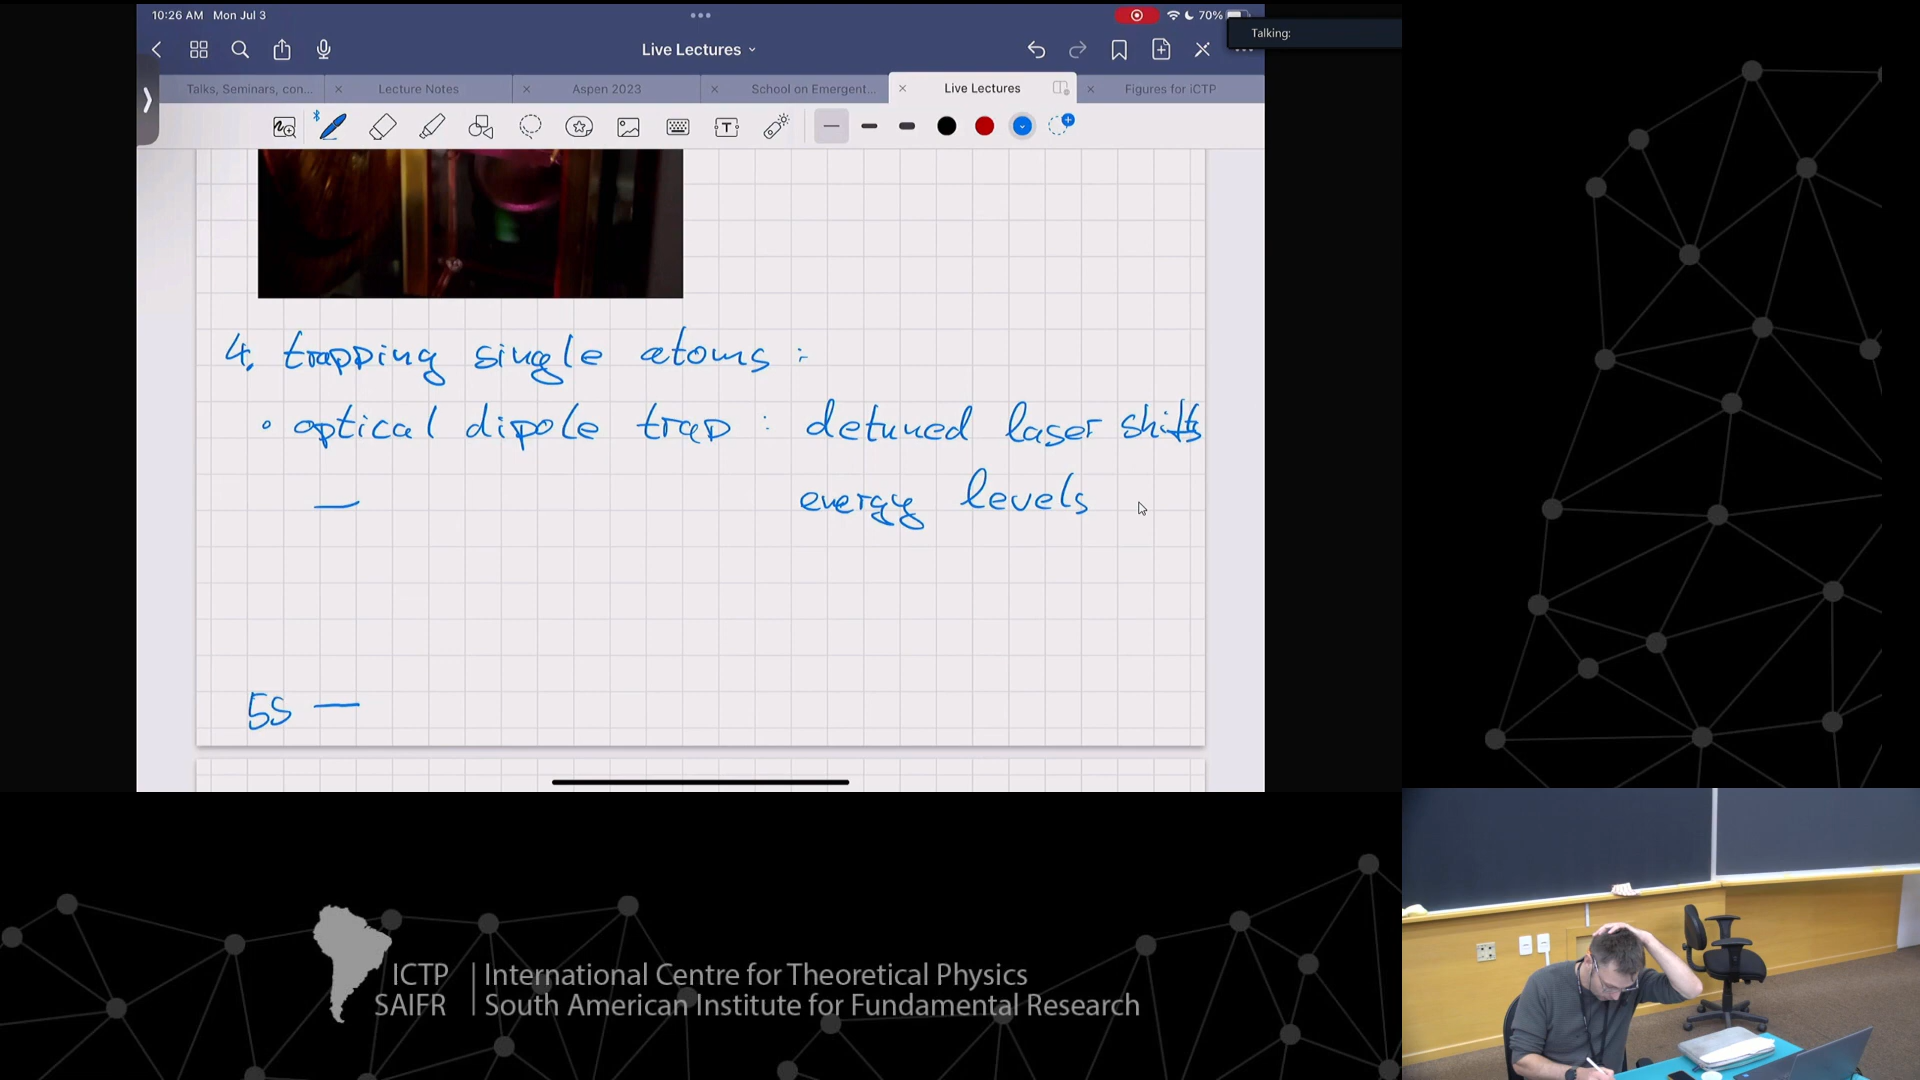 10:26 AM Mon Jul 3
70%
Talking:
Live Lectures
Talks, Seminars, con...
Lecture Notes
Aspen 2023
School on Emergent...
Live Lectures
Figures for iCTP
4. trapping single atoms :
• optical dipole trap : detuned laser shifts
energy levels
5S
ICTP International Centre for Theoretical Physics
SAIFR South American Institute for Fundamental Research